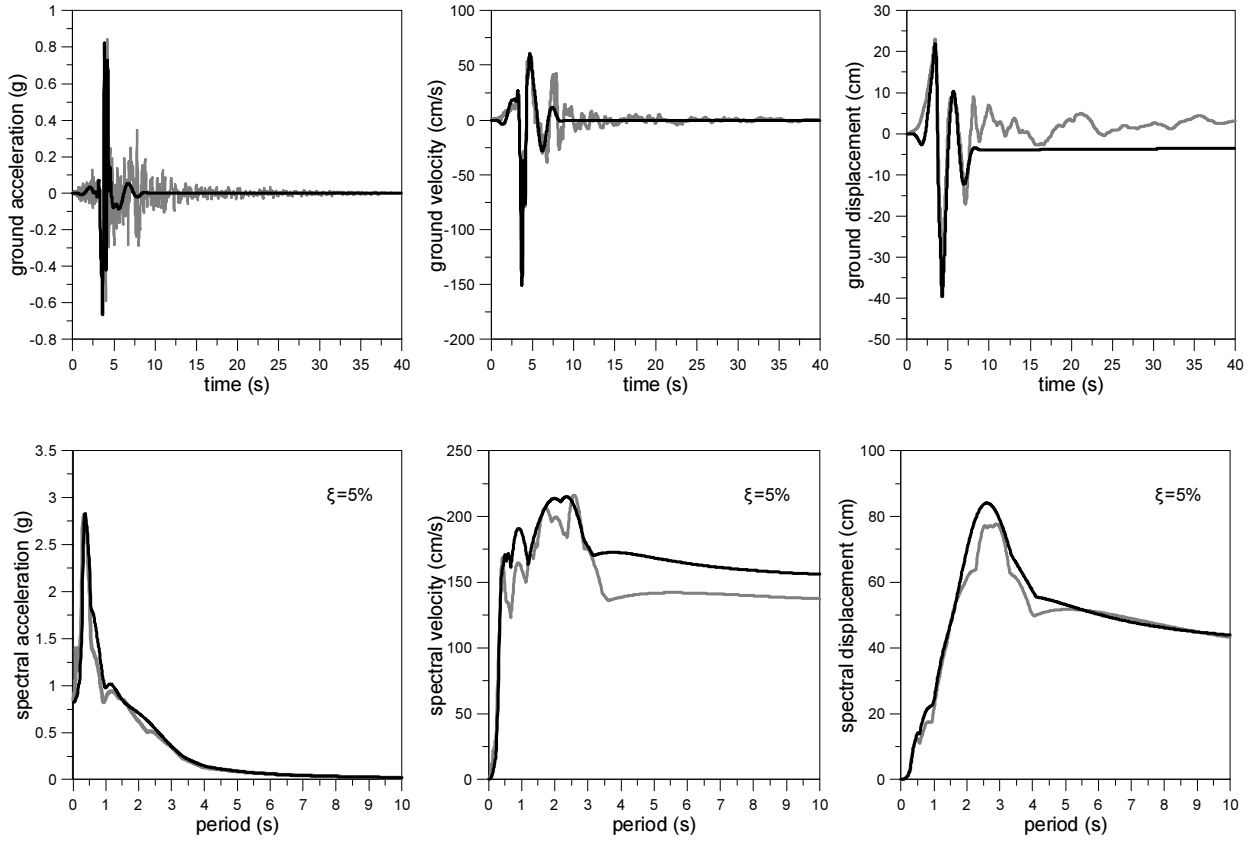 1
0.8
0.6
0.4
0.2
0
-0.2
-0.4
-0.6
-0.8
ground acceleration (g)
0 5 10 15 20 25 30 35 40
time (s)
100
50
0
-50
-100
-150
-200
ground velocity (cm/s)
0 5 10 15 20 25 30 35 40
time (s)
30
20
10
0
-10
-20
-30
-40
-50
ground displacement (cm)
0 5 10 15 20 25 30 35 40
time (s)
3.5
3
2.5
2
1.5
1
0.5
0
spectral acceleration (g)
ξ=5%
0 1 2 3 4 5 6 7 8 9 10
period (s)
250
200
150
100
50
0
spectral velocity (cm/s)
ξ=5%
0 1 2 3 4 5 6 7 8 9 10
period (s)
100
80
60
40
20
0
spectral displacement (cm)
ξ=5%
0 1 2 3 4 5 6 7 8 9 10
period (s)